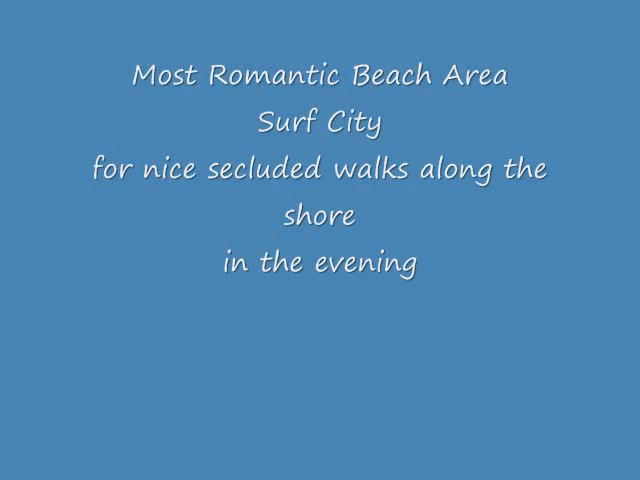 Most Romantic Beach Area
Surf City
for nice secluded walks along the
shore
in the evening